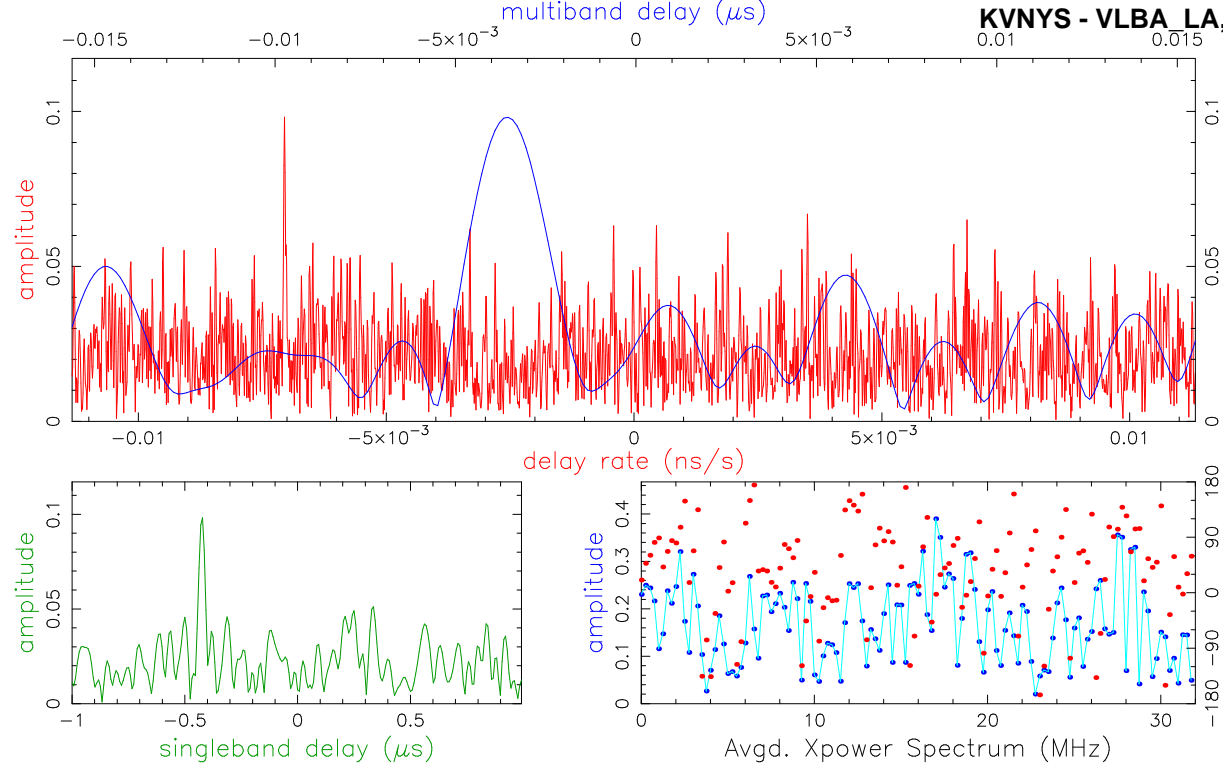 multiband delay (μs)
KVNYS - VLBA_LA,
−0.015 −0.01 −5×10⁻³ 0 5×10⁻³ 0.01 0.015
amplitude
0 0.05 0.1
0 0.05 0.1
−0.01 −5×10⁻³ 0 5×10⁻³ 0.01
delay rate (ns/s)
amplitude
0 0.05 0.1
−1 −0.5 0 0.5
singleband delay (μs)
amplitude
0 0.1 0.2 0.3 0.4
−180 −90 0 90 180
0 10 20 30
Avgd. Xpower Spectrum (MHz)